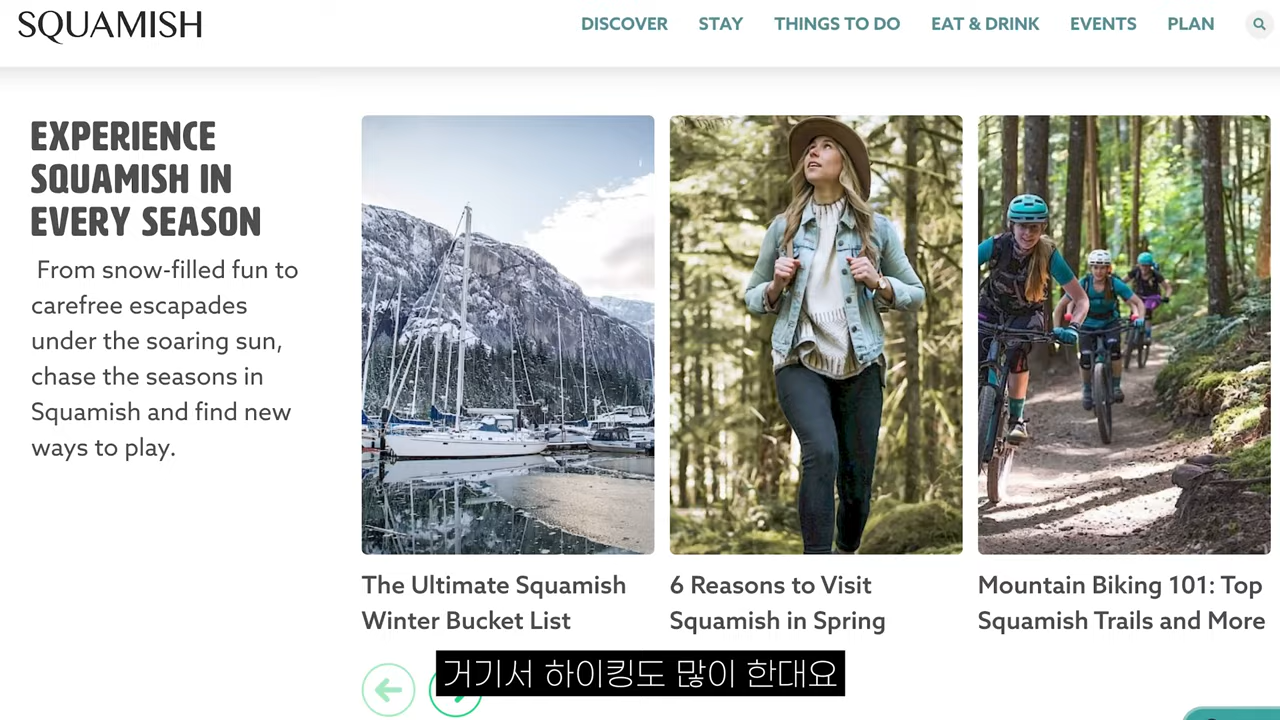 SQUAMISH
DISCOVER STAY THINGS TO DO EAT & DRINK EVENTS PLAN
EXPERIENCE
SQUAMISH IN
EVERY SEASON
From snow-filled fun to
carefree escapades
under the soaring sun,
chase the seasons in
Squamish and find new
ways to play.
The Ultimate Squamish
Winter Bucket List
6 Reasons to Visit
Squamish in Spring
Mountain Biking 101: Top
Squamish Trails and More
거기서 하이킹도 많이 한대요